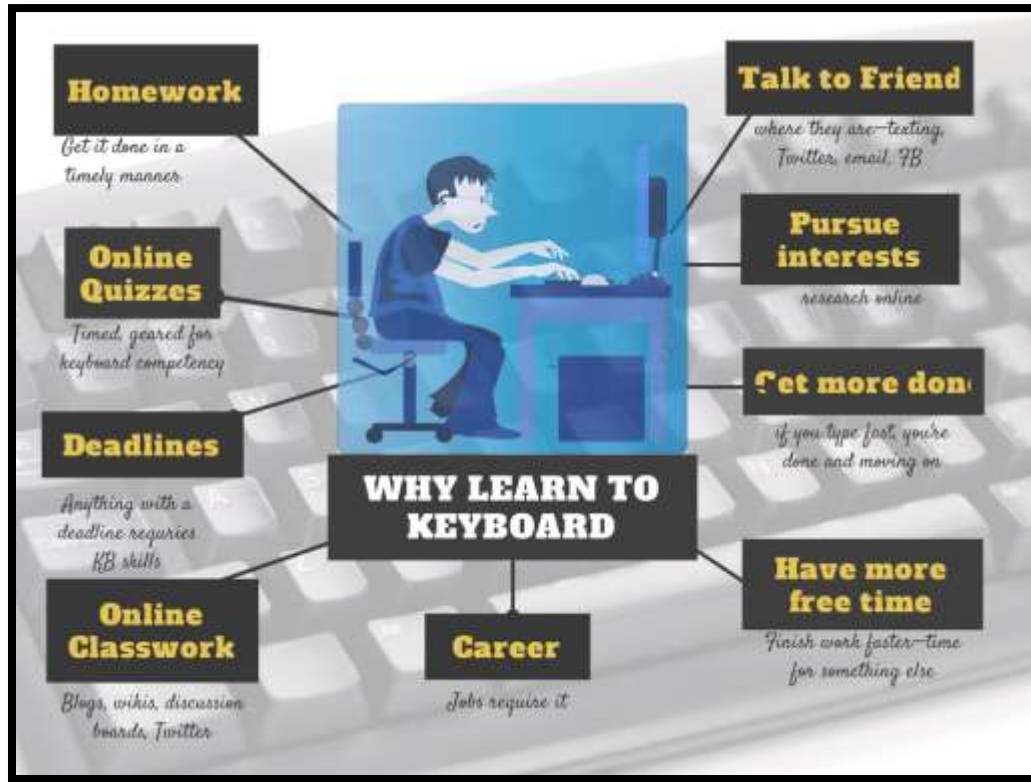 Homework
Get it done in a
timely manner
Online
Quizzes
Timed, geared for
keyboard competency
Deadlines
Anything with a
deadline requries
KB skills
Online
Classwork
Blogs, wikis, discussion
boards, Twitter
WHY LEARN TO
KEYBOARD
Career
Jobs require it
Talk to Friend
where they are—texting,
Twitter, email, FB
Pursue
interests
research online
Get more done
if you type fast, you're
done and moving on
Have more
free time
Finish work faster—time
for something else